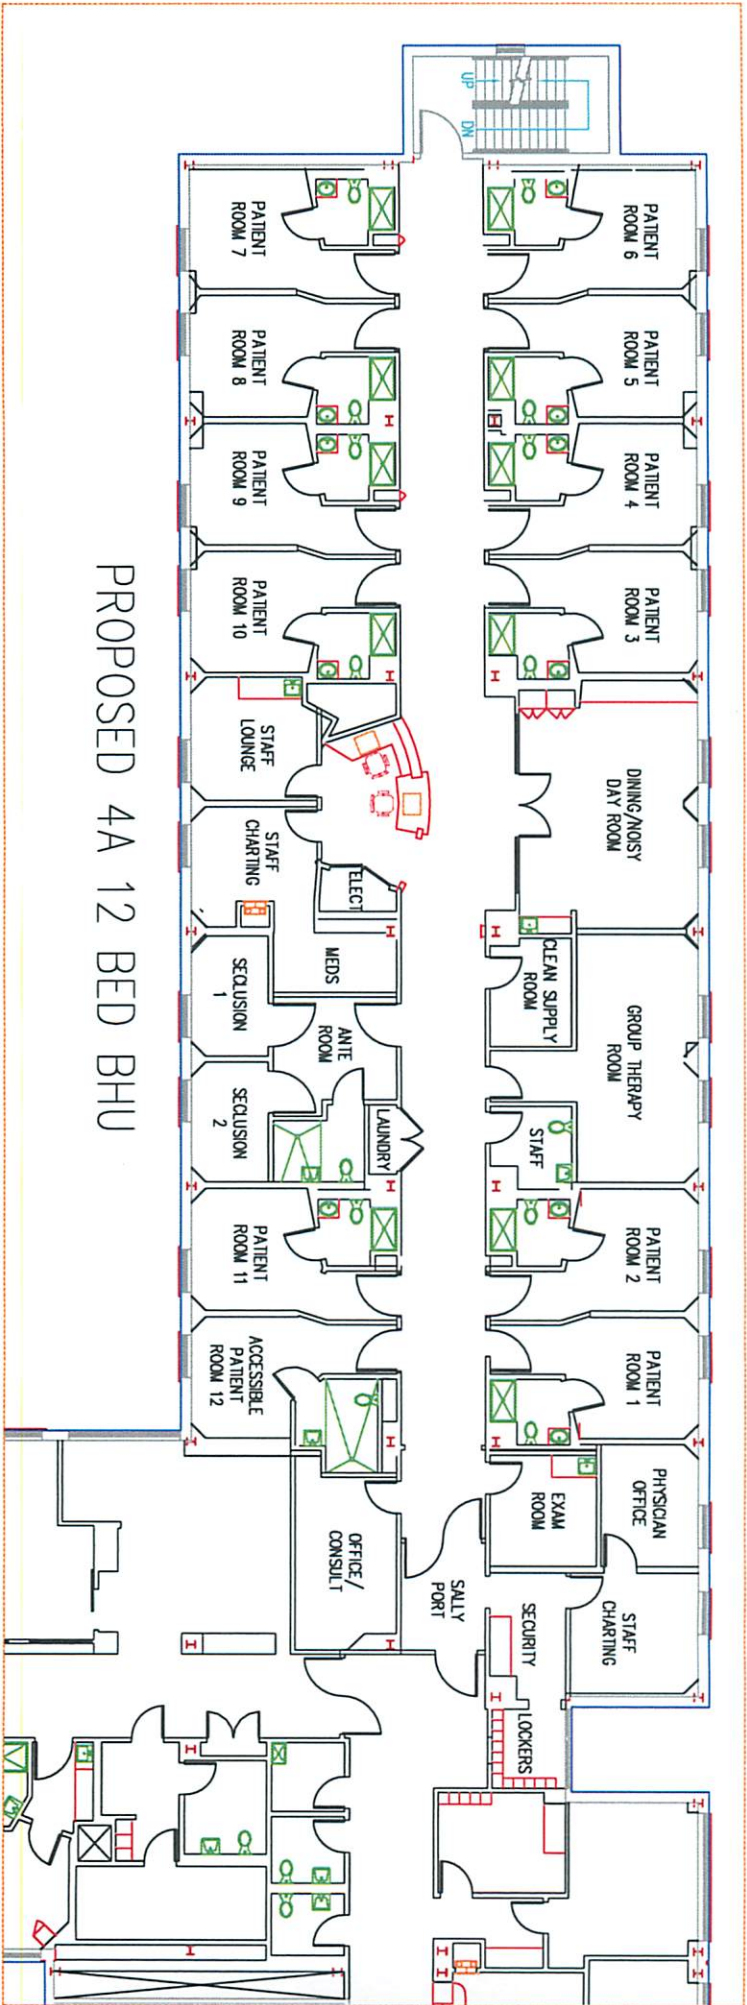 UP
DN
PATIENT
ROOM 6
PATIENT
ROOM 5
PATIENT
ROOM 4
PATIENT
ROOM 3
DINING/NOISY
DAY ROOM
CLEAN SUPPLY
ROOM
GROUP THERAPY
ROOM
STAFF
PATIENT
ROOM 2
PATIENT
ROOM 1
EXAM
ROOM
PHYSICIAN
OFFICE
STAFF
CHARTING
SECURITY
LOCKERS
SALLY
PORT
PATIENT
ROOM 7
PATIENT
ROOM 8
PATIENT
ROOM 9
PATIENT
ROOM 10
STAFF
LOUNGE
STAFF
CHARTING
ELECT
MEDS
SECLUSION
1
ANTE
ROOM
SECLUSION
2
LAUNDRY
PATIENT
ROOM 11
ACCESSIBLE
PATIENT
ROOM 12
OFFICE/
CONSULT
PROPOSED 4A 12 BED BHU